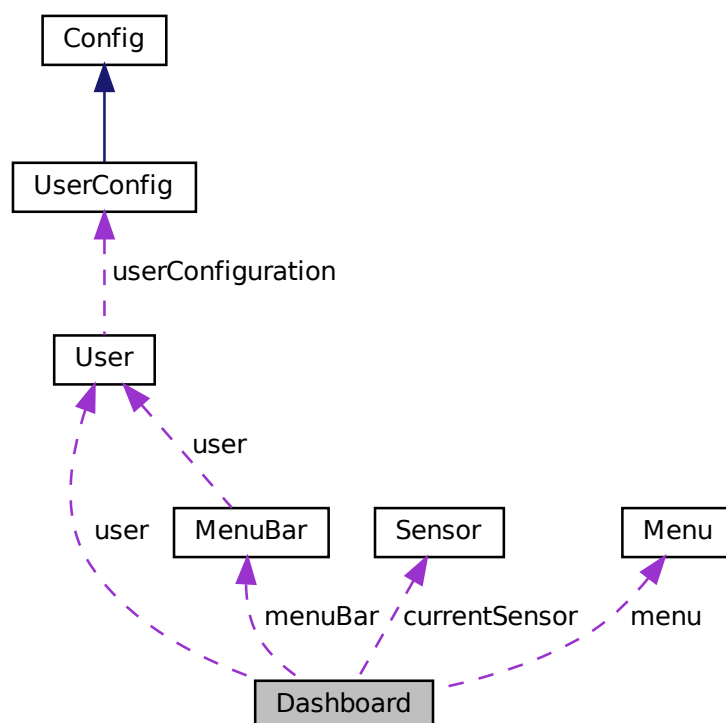 Config
UserConfig
userConfiguration
User
user
user
MenuBar
Sensor
Menu
menuBar
currentSensor
menu
Dashboard